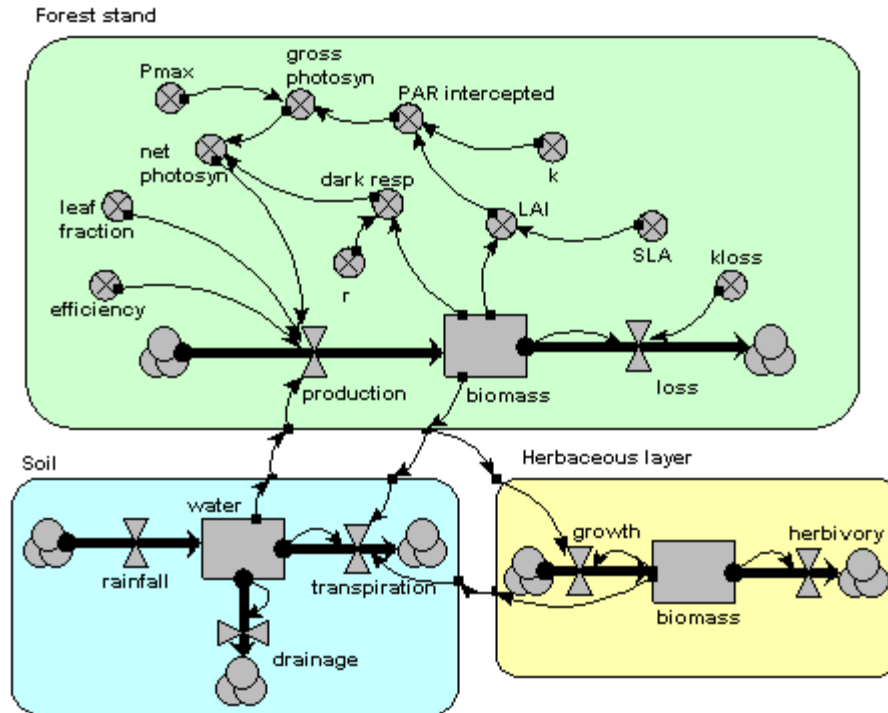 Forest stand
Pmax
gross
photosyn
PAR intercepted
net
photosyn
dark resp
k
leaf
fraction
LAI
SLA
kloss
r
efficiency
production
biomass
loss
Soil
Herbaceous layer
water
growth
herbivory
rainfall
transpiration
biomass
drainage